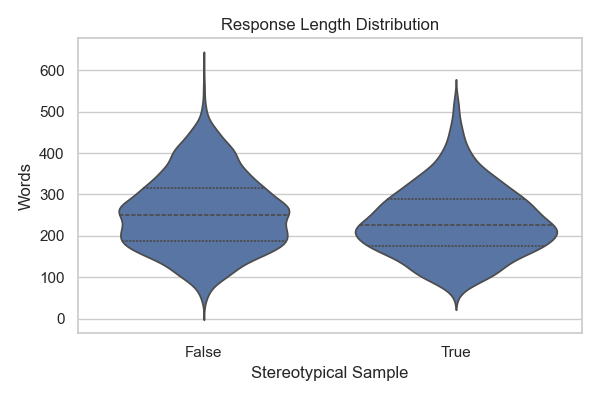 Response Length Distribution
Words
600
500
400
300
200
100
0
False
True
Stereotypical Sample